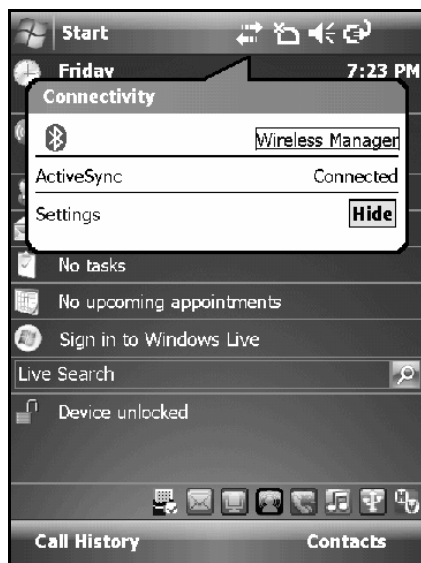 Start
Friday 7:23 PM
Connectivity
Wireless Manager
ActiveSync Connected
Settings Hide
No tasks
No upcoming appointments
Sign in to Windows Live
Live Search
Device unlocked
Call History Contacts